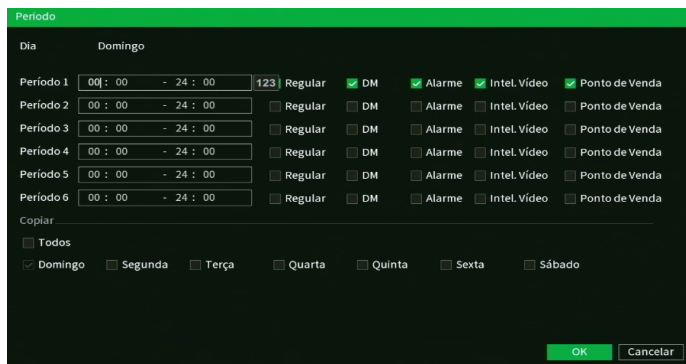 Período
Dia Domingo
Período 1 00: 00 - 24: 00 123 Regular DM Alarme Intel. Vídeo Ponto de Venda
Período 2 00: 00 - 24: 00 Regular DM Alarme Intel. Vídeo Ponto de Venda
Período 3 00: 00 - 24: 00 Regular DM Alarme Intel. Vídeo Ponto de Venda
Período 4 00: 00 - 24: 00 Regular DM Alarme Intel. Vídeo Ponto de Venda
Período 5 00: 00 - 24: 00 Regular DM Alarme Intel. Vídeo Ponto de Venda
Período 6 00: 00 - 24: 00 Regular DM Alarme Intel. Vídeo Ponto de Venda
Copiar
Todos
Domingo Segunda Terça Quarta Quinta Sexta Sábado
OK Cancelar